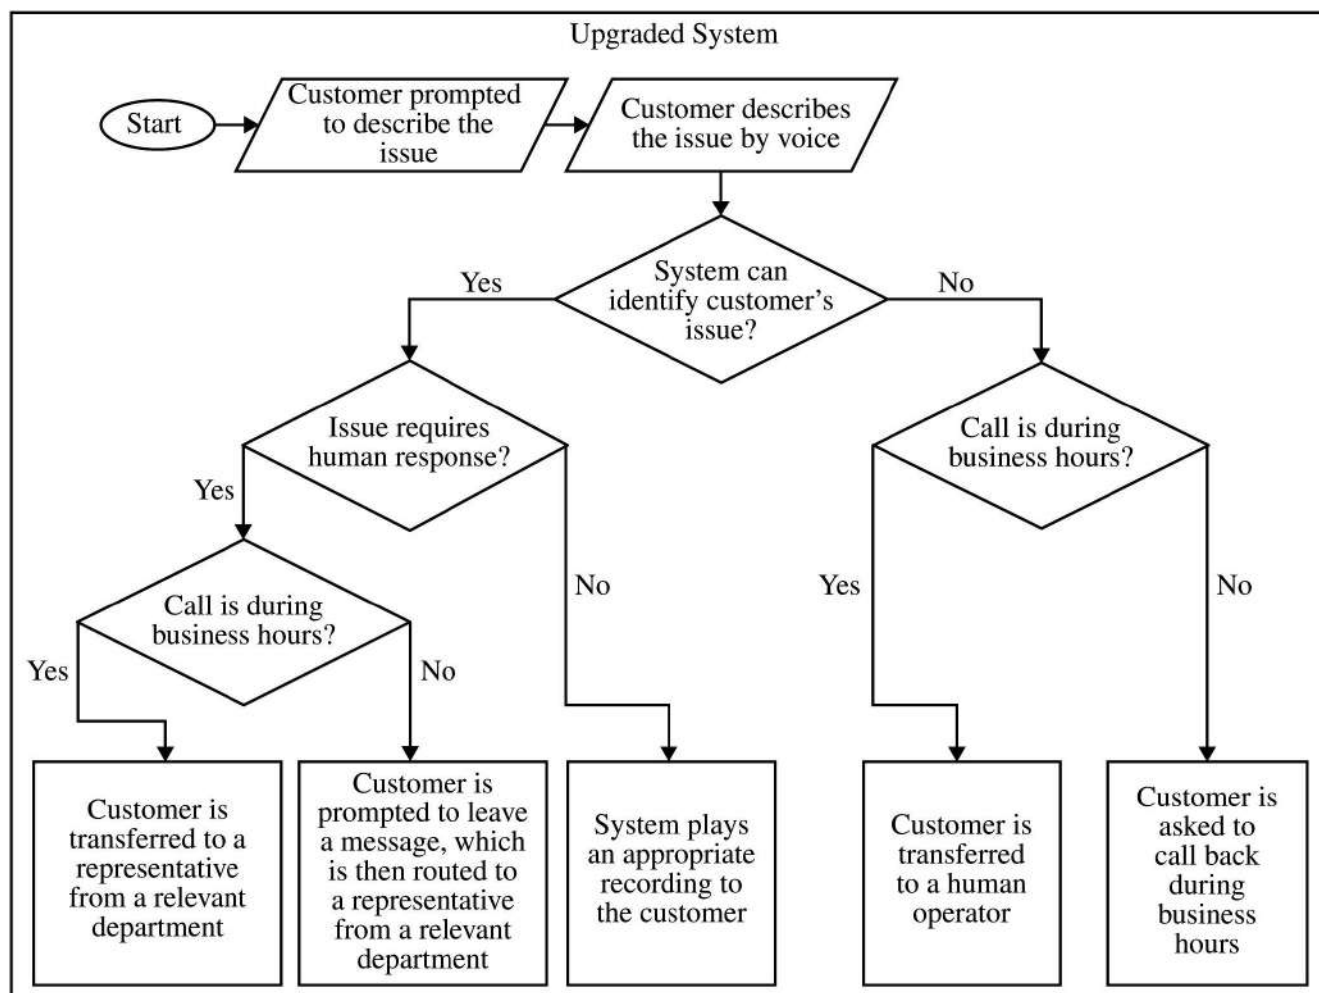 Upgraded System
Start
Customer prompted
to describe the
issue
Customer describes
the issue by voice
System can
identify customer's
issue?
Yes
No
Issue requires
human response?
Call is during
business hours?
Yes
No
Yes
No
Call is during
business hours?
Yes
No
Customer is
transferred to a
representative
from a relevant
department
Customer is
prompted to leave
a message, which
is then routed to
a representative
from a relevant
department
System plays
an appropriate
recording to
the customer
Customer is
transferred
to a human
operator
Customer is
asked to
call back
during
business
hours